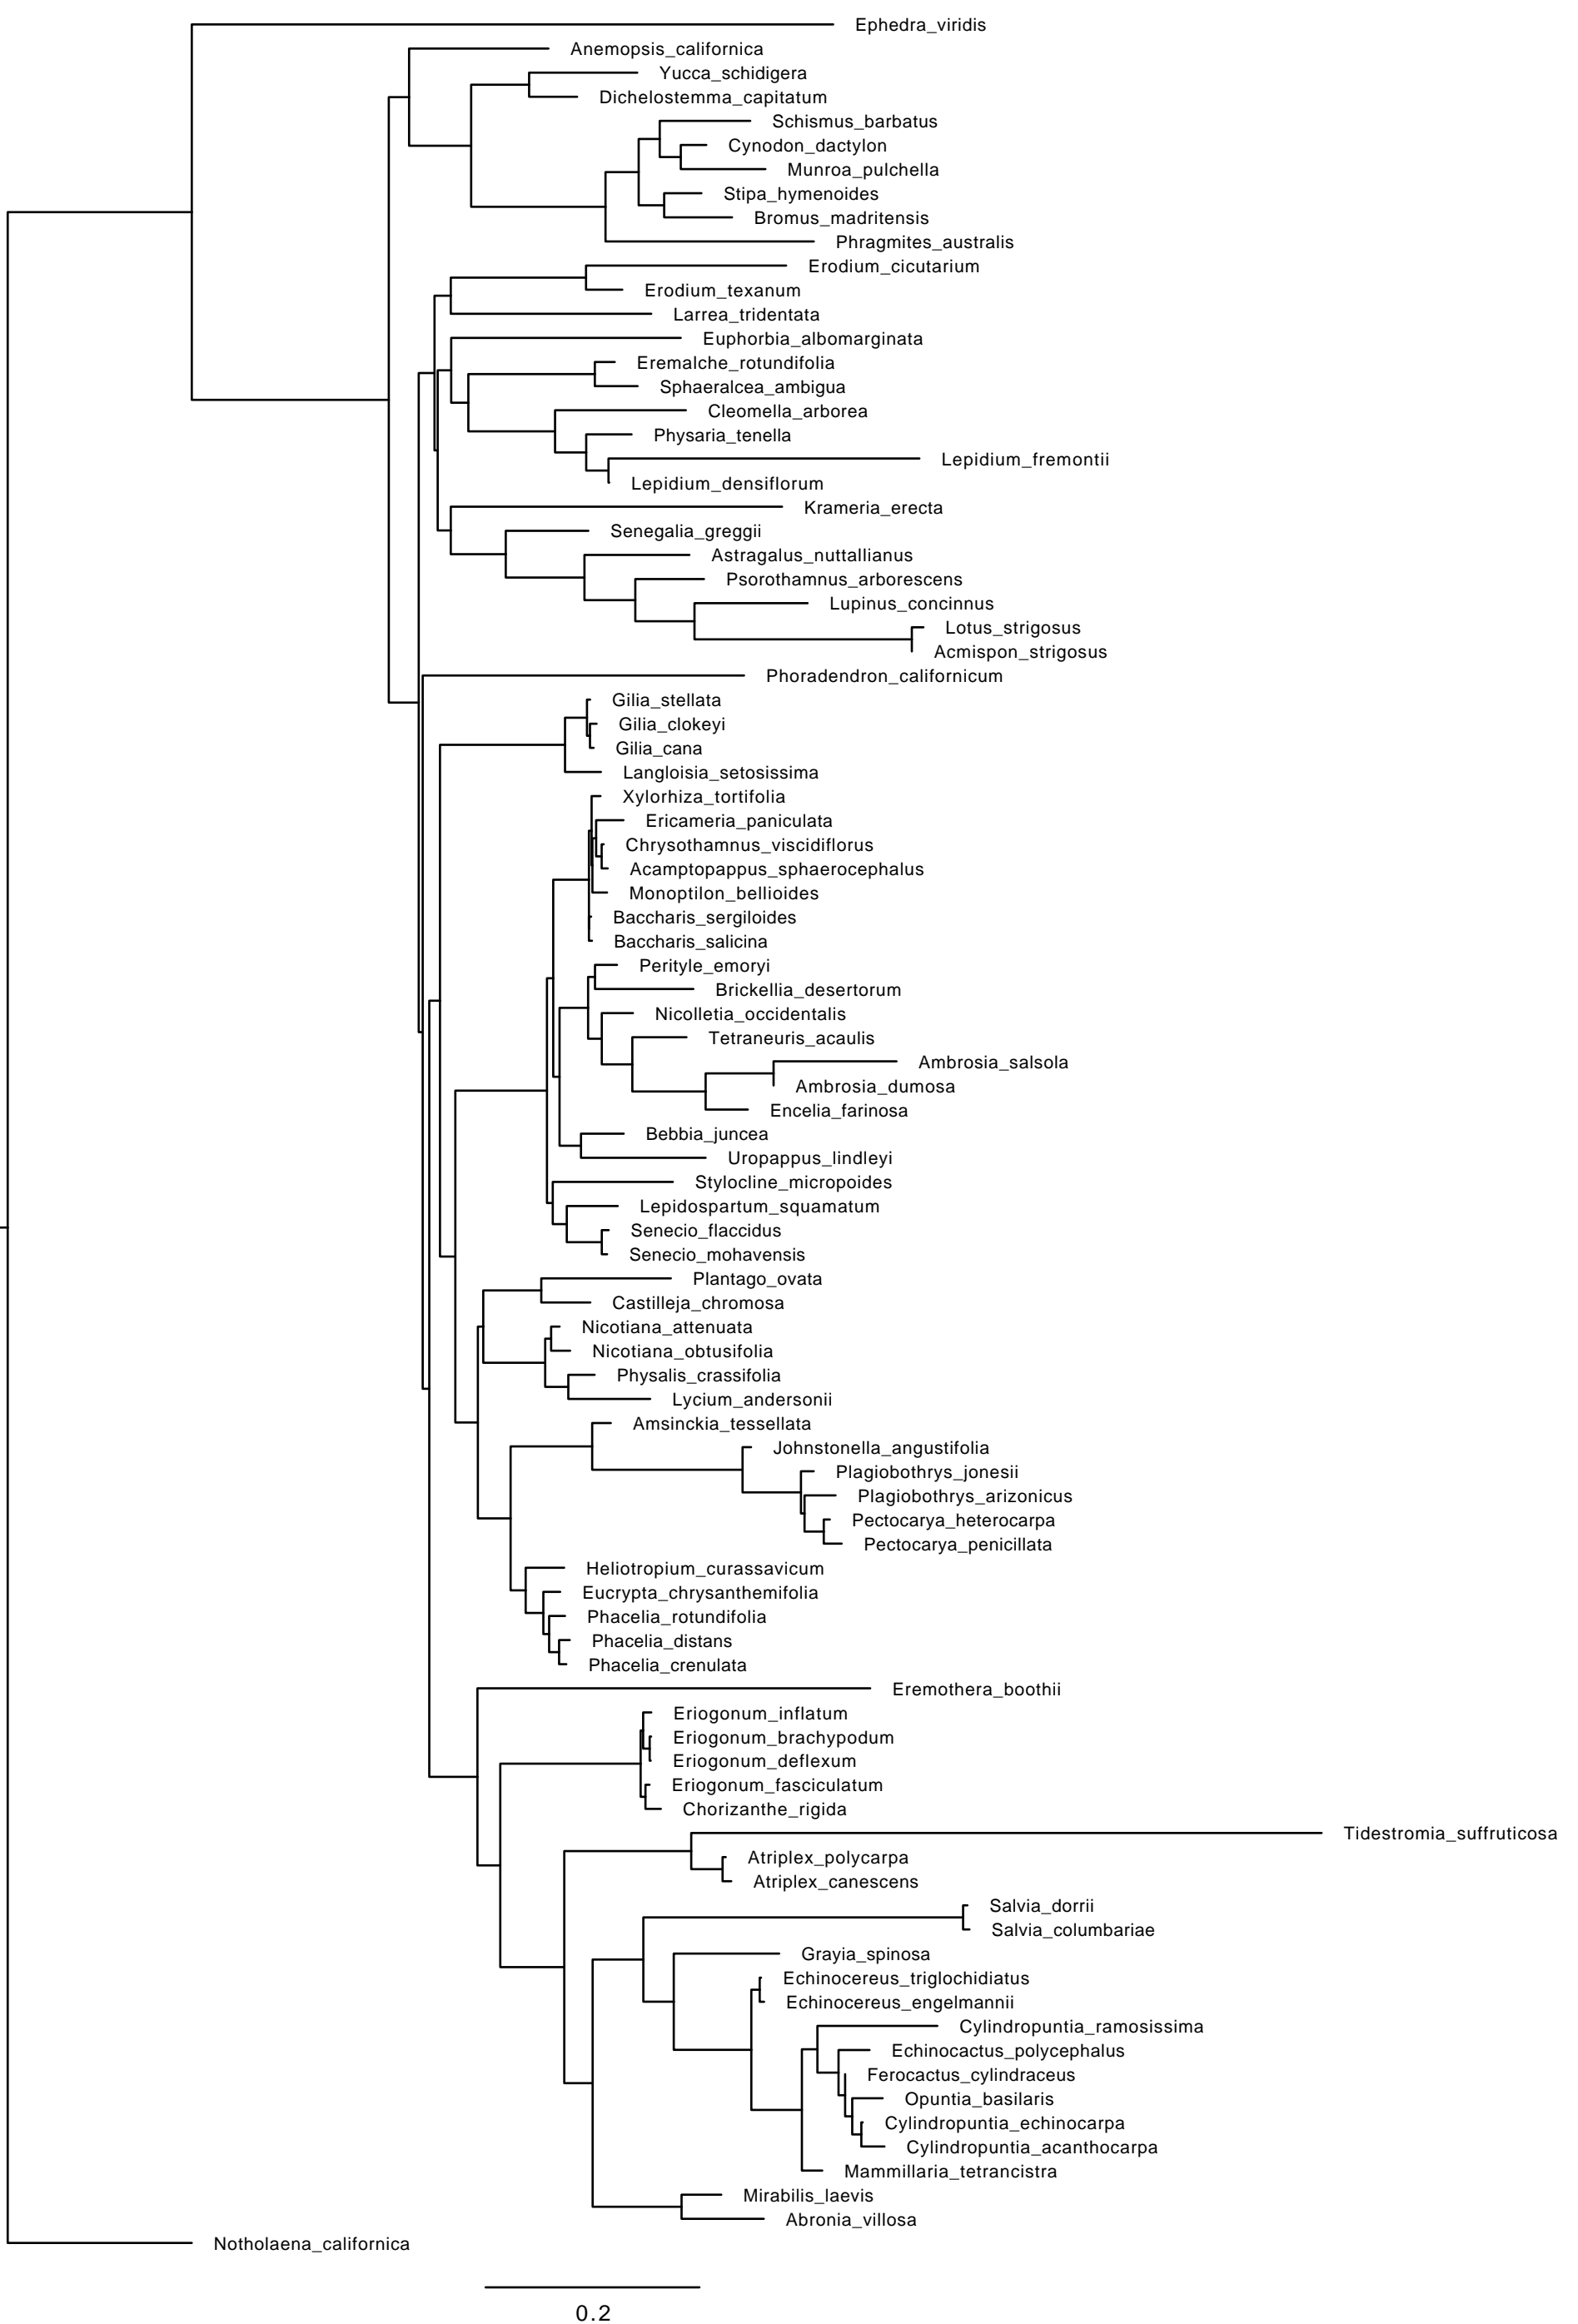 Ephedra_viridis
Anemopsis_californica
Yucca_schidigera
Dichelostemma_capitatum
Schismus_barbatus
Cynodon_dactylon
Munroa_pulchella
Stipa_hymenoides
Bromus_madritensis
Phragmites_australis
Erodium_cicutarium
Erodium_texanum
Larrea_tridentata
Euphorbia_albomarginata
Eremalche_rotundifolia
Sphaeralcea_ambigua
Cleomella_arborea
Physaria_tenella
Lepidium_fremontii
Lepidium_densiflorum
Krameria_erecta
Senegalia_greggii
Astragalus_nuttallianus
Psorothamnus_arborescens
Lupinus_concinnus
Lotus_strigosus
Acmispon_strigosus
Phoradendron_californicum
Gilia_stellata
Gilia_clokeyi
Gilia_cana
Langloisia_setosissima
Xylorhiza_tortifolia
Ericameria_paniculata
Chrysothamnus_viscidiflorus
Acamptopappus_sphaerocephalus
Monoptilon_bellioides
Baccharis_sergiloides
Baccharis_salicina
Perityle_emoryi
Brickellia_desertorum
Nicolletia_occidentalis
Tetraneuris_acaulis
Ambrosia_salsola
Ambrosia_dumosa
Encelia_farinosa
Bebbia_juncea
Uropappus_lindleyi
Stylocline_micropoides
Lepidospartum_squamatum
Senecio_flaccidus
Senecio_mohavensis
Plantago_ovata
Castilleja_chromosa
Nicotiana_attenuata
Nicotiana_obtusifolia
Physalis_crassifolia
Lycium_andersonii
Amsinckia_tessellata
Johnstonella_angustifolia
Plagiobothrys_jonesii
Plagiobothrys_arizonicus
Pectocarya_heterocarpa
Pectocarya_penicillata
Heliotropium_curassavicum
Eucrypta_chrysanthemifolia
Phacelia_rotundifolia
Phacelia_distans
Phacelia_crenulata
Eremothera_boothii
Eriogonum_inflatum
Eriogonum_brachypodum
Eriogonum_deflexum
Eriogonum_fasciculatum
Chorizanthe_rigida
Tidestromia_suffruticosa
Atriplex_polycarpa
Atriplex_canescens
Salvia_dorrii
Salvia_columbariae
Grayia_spinosa
Echinocereus_triglochidiatus
Echinocereus_engelmannii
Cylindropuntia_ramosissima
Echinocactus_polycephalus
Ferocactus_cylindraceus
Opuntia_basilaris
Cylindropuntia_echinocarpa
Cylindropuntia_acanthocarpa
Mammillaria_tetrancistra
Mirabilis_laevis
Abronia_villosa
Notholaena_californica
0.2